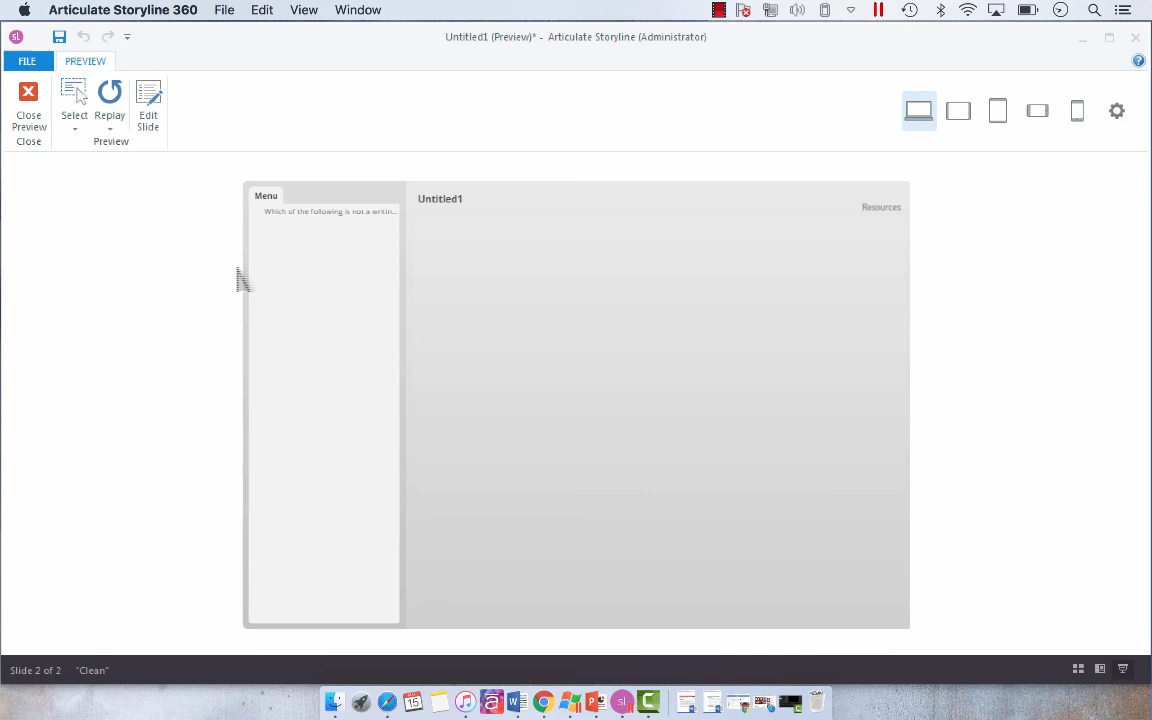 Articulate Storyline 360 File Edit View Window
Untitled1 (Preview)* - Articulate Storyline (Administrator)
FILE PREVIEW
Close Preview
Select
Replay
Edit Slide
Close
Preview
Menu
Which of the following is not a writin...
Untitled1
Resources
Slide 2 of 2 "Clean"